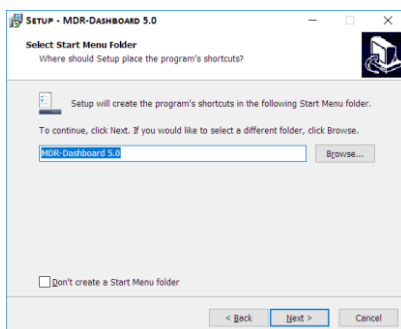 SETUP - MDR-DASHBOARD 5.0
Select Start Menu Folder
Where should Setup place the program's shortcuts?
Setup will create the program's shortcuts in the following Start Menu folder.
To continue, click Next. If you would like to select a different folder, click Browse.
MDR-Dashboard 5.0
Browse...
Don't create a Start Menu folder
< Back
Next >
Cancel